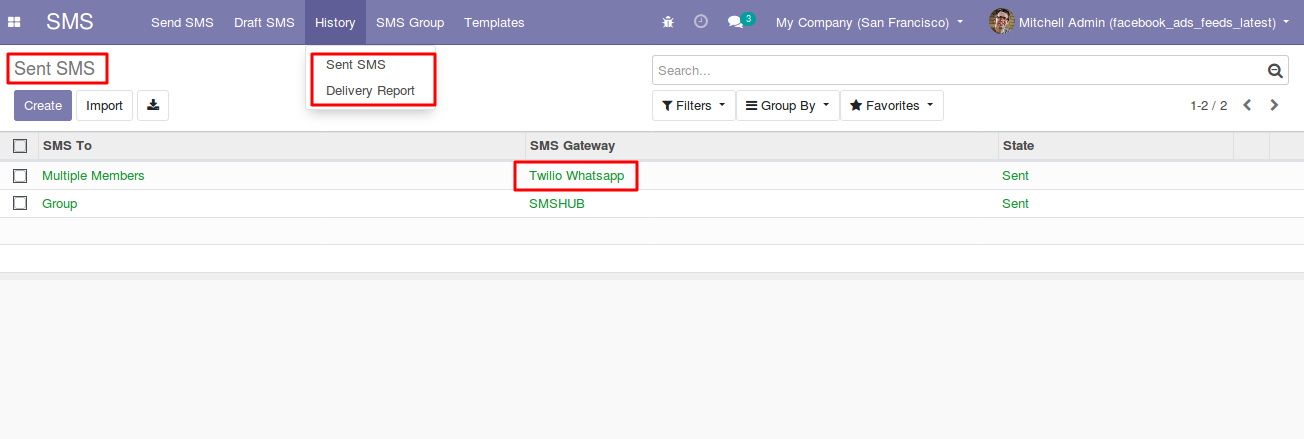 SMS Send SMS Draft SMS History SMS Group Templates 3 My Company (San Francisco) Mitchell Admin (facebook_ads_feeds_latest)
Sent SMS
Sent SMS
Delivery Report
Search...
Create Import Filters Group By Favorites 1-2 / 2
SMS To SMS Gateway State
Multiple Members Twilio Whatsapp Sent
Group SMSHUB Sent